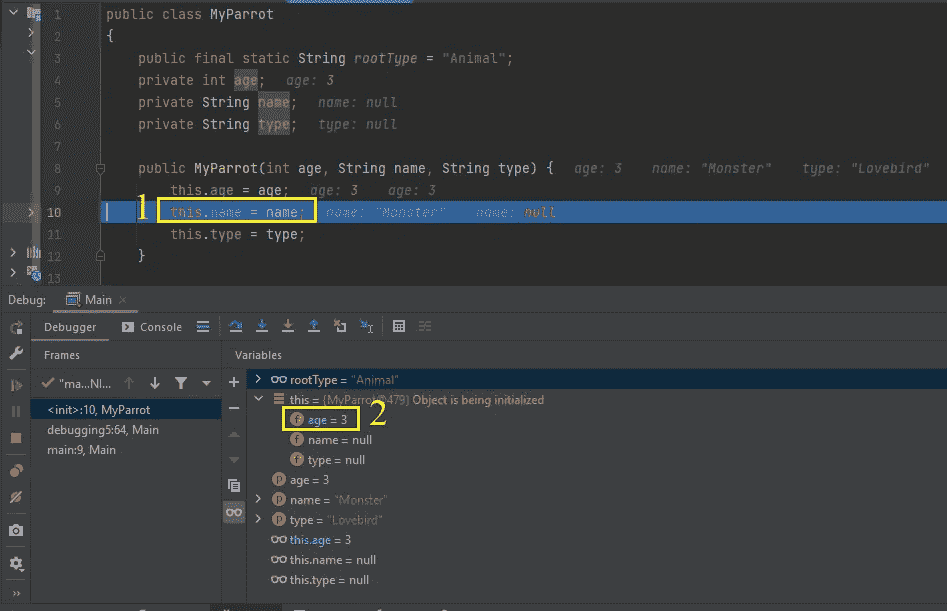 1 public class MyParrot
2 {
3 public final static String rootType = "Animal";
4 private int age; age: 3
5 private String name; name: null
6 private String type; type: null
7
8 public MyParrot(int age, String name, String type) { age: 3 name: "Monster" type: "Lovebird"
9 this.age = age; age: 3 age: 3
10 1 this.name = name; name: "Monster" name: null
11 this.type = type;
12 }
13
Debug: Main
Debugger Console
Frames Variables
"ma...NI...
<init>:10, MyParrot
debugging5:64, Main
main:9, Main
rootType = "Animal"
this = {MyParrot@479} Object is being initialized
age = 3 2
name = null
type = null
age = 3
name = "Monster"
type = "Lovebird"
this.age = 3
this.name = null
this.type = null